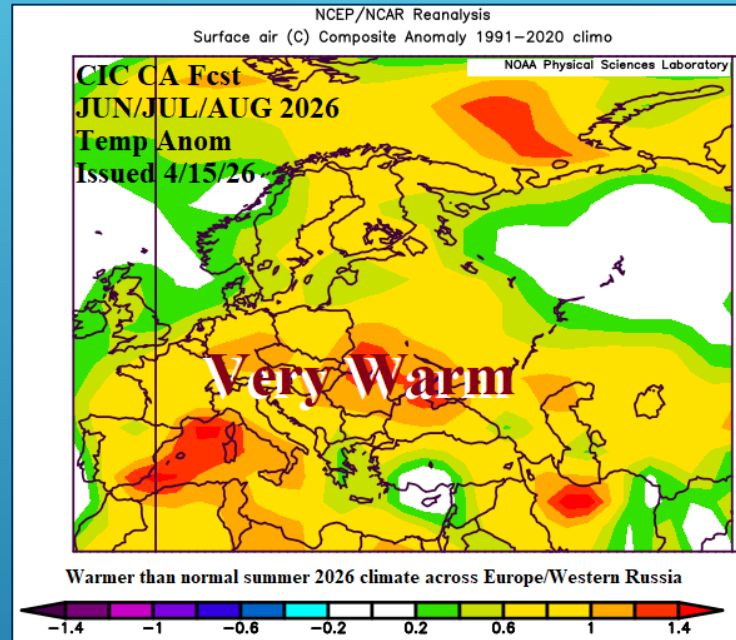 NCEP/NCAR Reanalysis
Surface air (C) Composite Anomaly 1991-2020 climo
NOAA Physical Sciences Laboratory
CIC CA Fcst
JUN/JUL/AUG 2026
Temp Anom
Issued 4/15/26
Very Warm
Warmer than normal summer 2026 climate across Europe/Western Russia
-1.4 -1 -0.6 -0.2 0.2 0.6 1 1.4